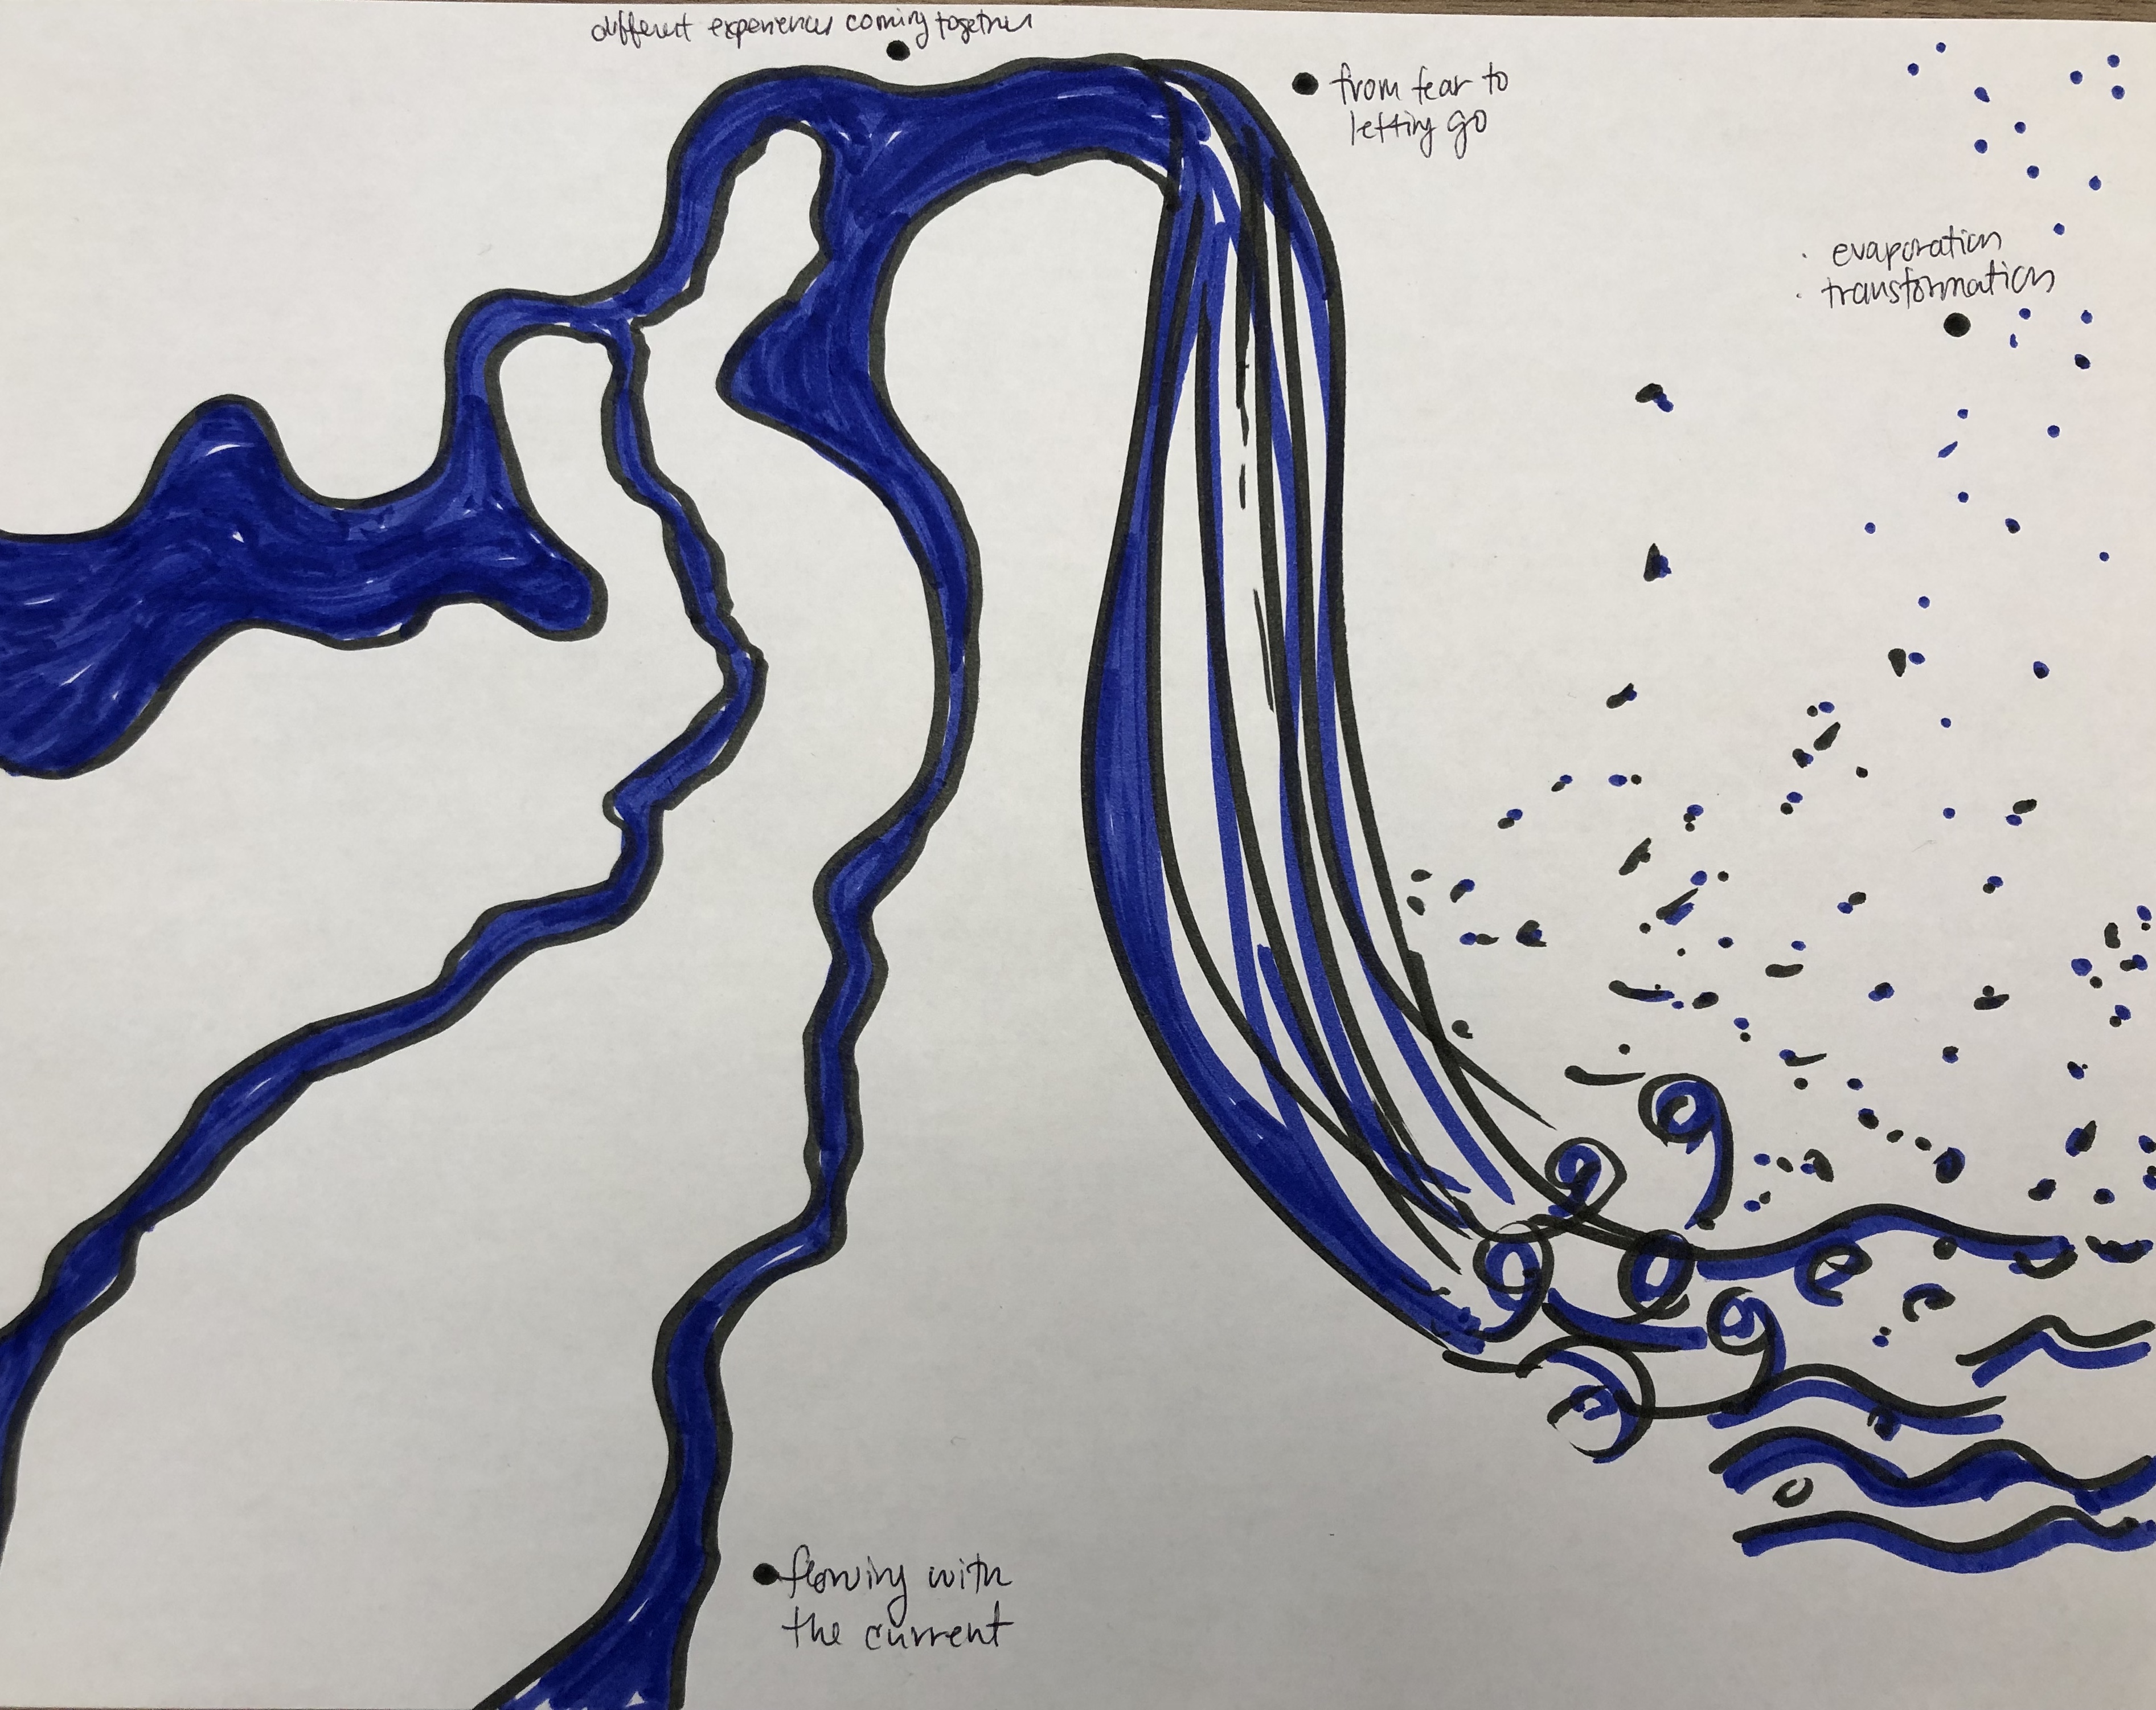 different experiences coming together
from fear to
letting go
evaporation
transformation
flowing with
the current